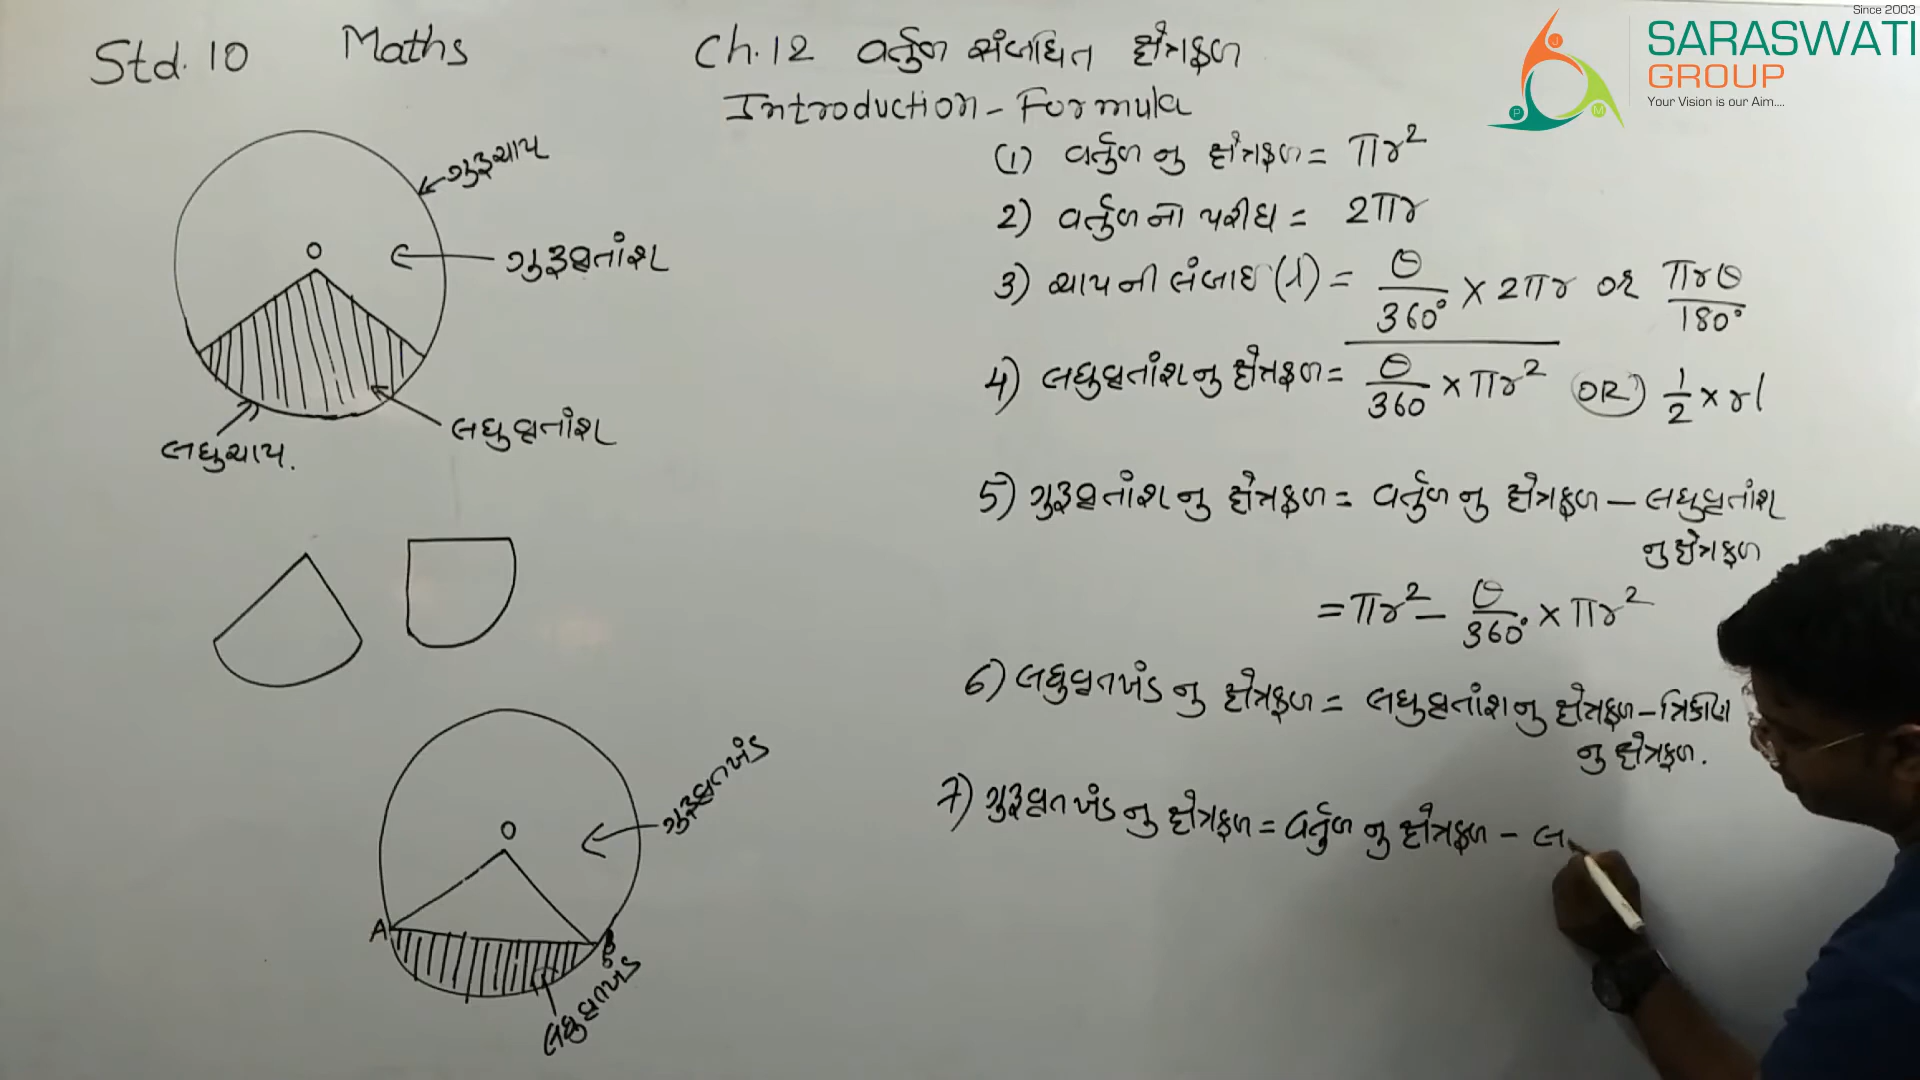 Since 2003
SARASWATI
GROUP
Your Vision is our Aim....
P
M
Std. 10 Maths Ch.12 વર્તુળ સંબધિત ક્ષેત્રફળ
Introduction - Formula
(1) વર્તુળ નુ ક્ષેત્રફળ = πr²
2) વર્તુળ નો પરીઘ = 2πr
3) ચાપ ની લંબાઇ (l) = θ/360° × 2πr OR πrθ/180°
4) લઘુવૃતાંશ નુ ક્ષેત્રફળ = θ/360 × πr² OR 1/2 × rl
5) ગુરૂવૃતાંશ નુ ક્ષેત્રફળ = વર્તુળ નુ ક્ષેત્રફળ – લઘુવૃતાંશ
નુ ક્ષેત્રફળ
= πr² – θ/360° × πr²
6) લઘુવૃતખંડ નુ ક્ષેત્રફળ = લઘુવૃતાંશ નુ ક્ષેત્રફળ – ત્રિકોણ
નુ ક્ષેત્રફળ.
7) ગુરૂવૃતખંડ નુ ક્ષેત્રફળ = વર્તુળ નુ ક્ષેત્રફળ – લ
ગુરૂચાપ
O
ગુરૂવૃતાંશ
લઘુવૃતાંશ
લઘુચાપ.
ગુરૂવૃતખંડ
O
A
B
લઘુવૃતખંડ